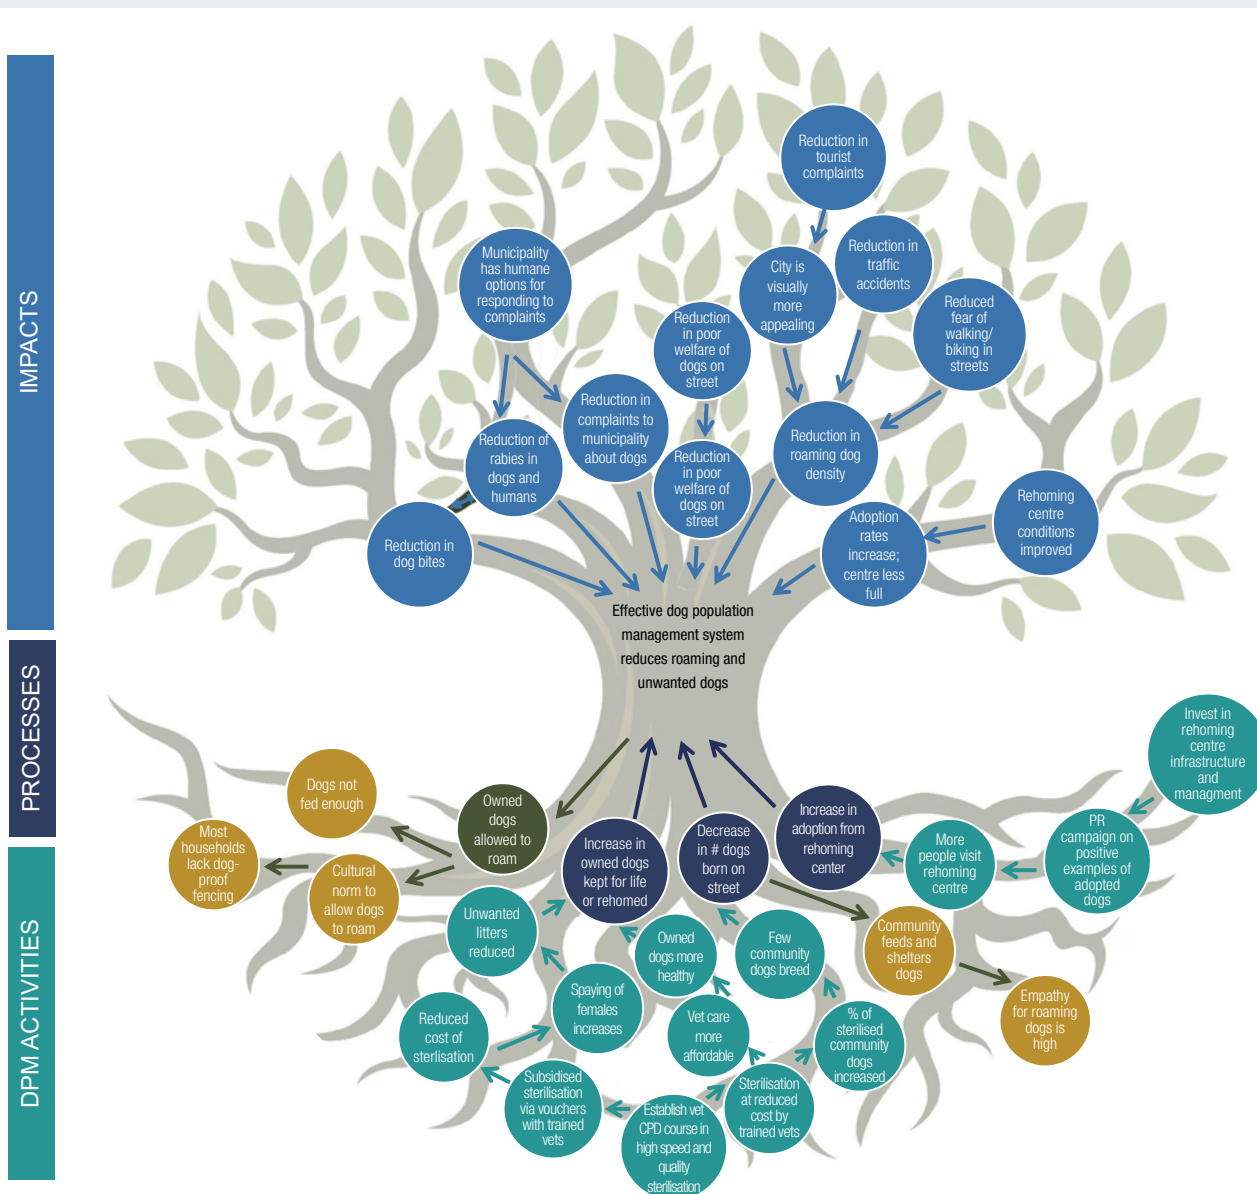 IMPACTS
PROCESSES
DPM ACTIVITIES
Reduction in
tourist
complaints
Municipality
has humane
options for
responding to
complaints
City is
visually
more
appealing
Reduction in
traffic
accidents
Reduced
fear of
walking/
biking in
streets
Reduction
in poor
welfare of
dogs on
street
Reduction in
complaints to
municipality
about dogs
Reduction of
rabies in
dogs and
humans
Reduction
in poor
welfare of
dogs on
street
Reduction in
roaming dog
density
Reduction in
dog bites
Adoption
rates
increase;
centre less
full
Rehoming
centre
conditions
improved
Effective dog population
management system
reduces roaming and
unwanted dogs
Invest in
rehoming
centre
infrastructure
and
managment
Dogs not
fed enough
Owned
dogs
allowed to
roam
Most
households
lack dog-
proof
fencing
Cultural
norm to
allow dogs
to roam
Increase in
owned dogs
kept for life
or rehomed
Decrease
in # dogs
born on
street
Increase in
adoption from
rehoming
center
More
people visit
rehoming
centre
PR
campaign on
positive
examples of
adopted
dogs
Unwanted
litters
reduced
Owned
dogs more
healthy
Few
community
dogs breed
Community
feeds and
shelters
dogs
Empathy
for roaming
dogs is
high
Spaying of
females
increases
Reduced
cost of
sterlisation
Vet care
more
affordable
% of
sterilised
community
dogs
increased
Subsidised
sterilisation
via vouchers
with trained
vets
Establish vet
CPD course in
high speed and
quality
sterilisation
Sterilisation
at reduced
cost by
trained vets